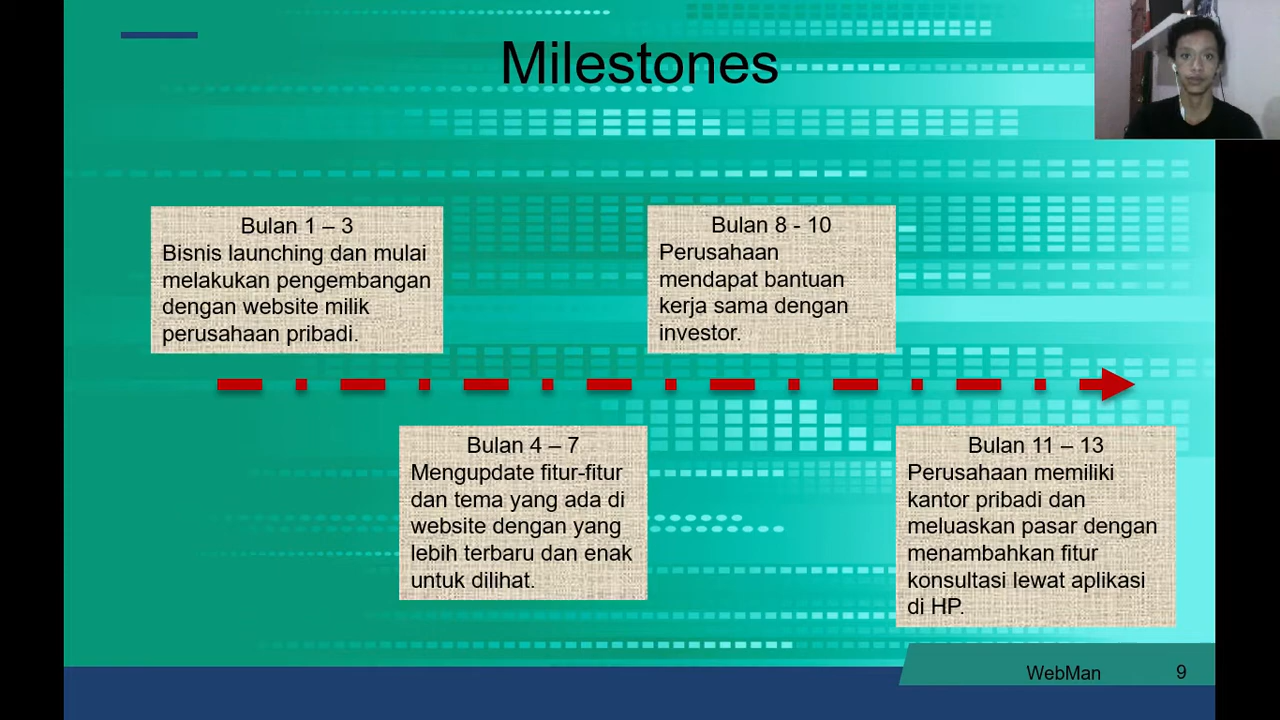 Milestones
Bulan 1 – 3
Bisnis launching dan mulai
melakukan pengembangan
dengan website milik
perusahaan pribadi.
Bulan 4 – 7
Mengupdate fitur-fitur
dan tema yang ada di
website dengan yang
lebih terbaru dan enak
untuk dilihat.
Bulan 8 - 10
Perusahaan
mendapat bantuan
kerja sama dengan
investor.
Bulan 11 – 13
Perusahaan memiliki
kantor pribadi dan
meluaskan pasar dengan
menambahkan fitur
konsultasi lewat aplikasi
di HP.
WebMan 9